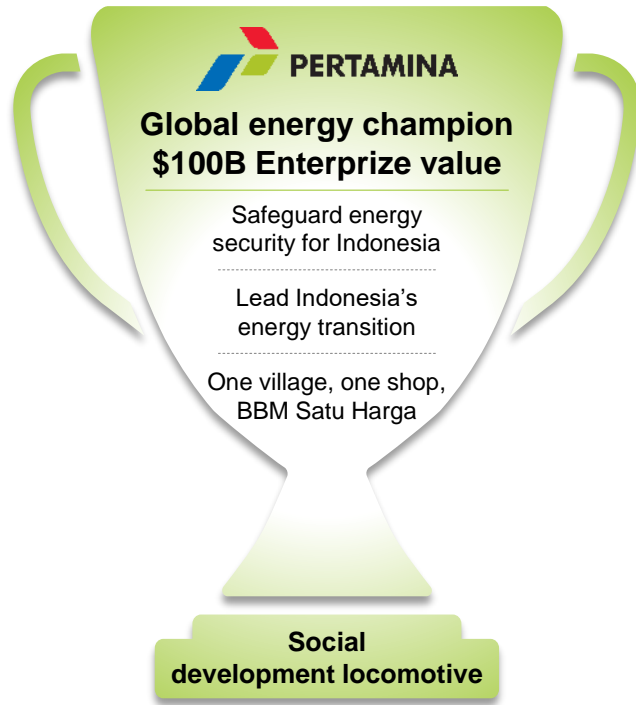 PERTAMINA
Global energy champion
$100B Enterprize value
Safeguard energy
security for Indonesia
Lead Indonesia’s
energy transition
One village, one shop,
BBM Satu Harga
Social
development locomotive